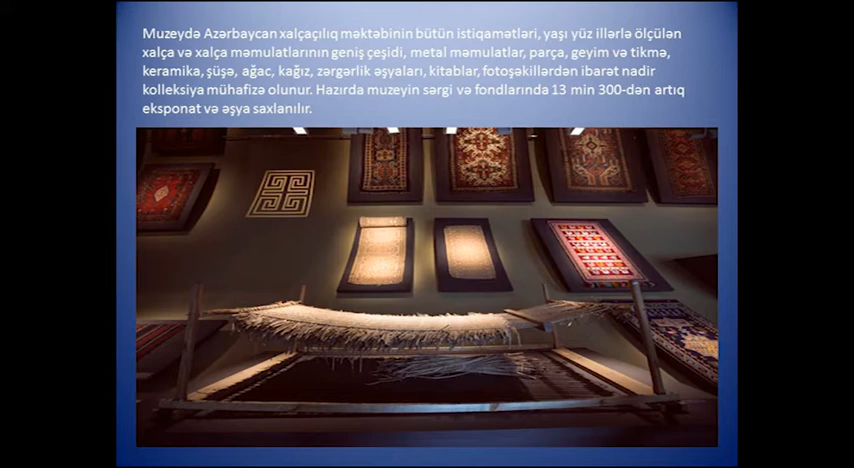 Muzeydə Azərbaycan xalçaçılıq məktəbinin bütün istiqamətləri, yaşı yüz illərlə ölçülən
xalça və xalça məmulatlarının geniş çeşidi, metal məmulatlar, parça, geyim və tikmə,
keramika, şüşə, ağac, kağız, zərgərlik əşyaları, kitablar, fotoşəkillərdən ibarət nadir
kolleksiya mühafizə olunur. Hazırda muzeyin sərgi və fondlarında 13 min 300-dən artıq
eksponat və əşya saxlanılır.